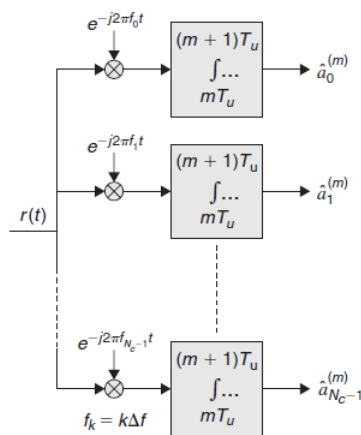 e^{-j2πf_0t}
(m + 1)T_u
∫...
mT_u
â_0^{(m)}
e^{-j2πf_1t}
(m + 1)T_u
∫...
mT_u
â_1^{(m)}
r(t)
e^{-j2πf_{N_c-1}t}
(m + 1)T_u
∫...
mT_u
â_{N_c-1}^{(m)}
f_k = kΔf